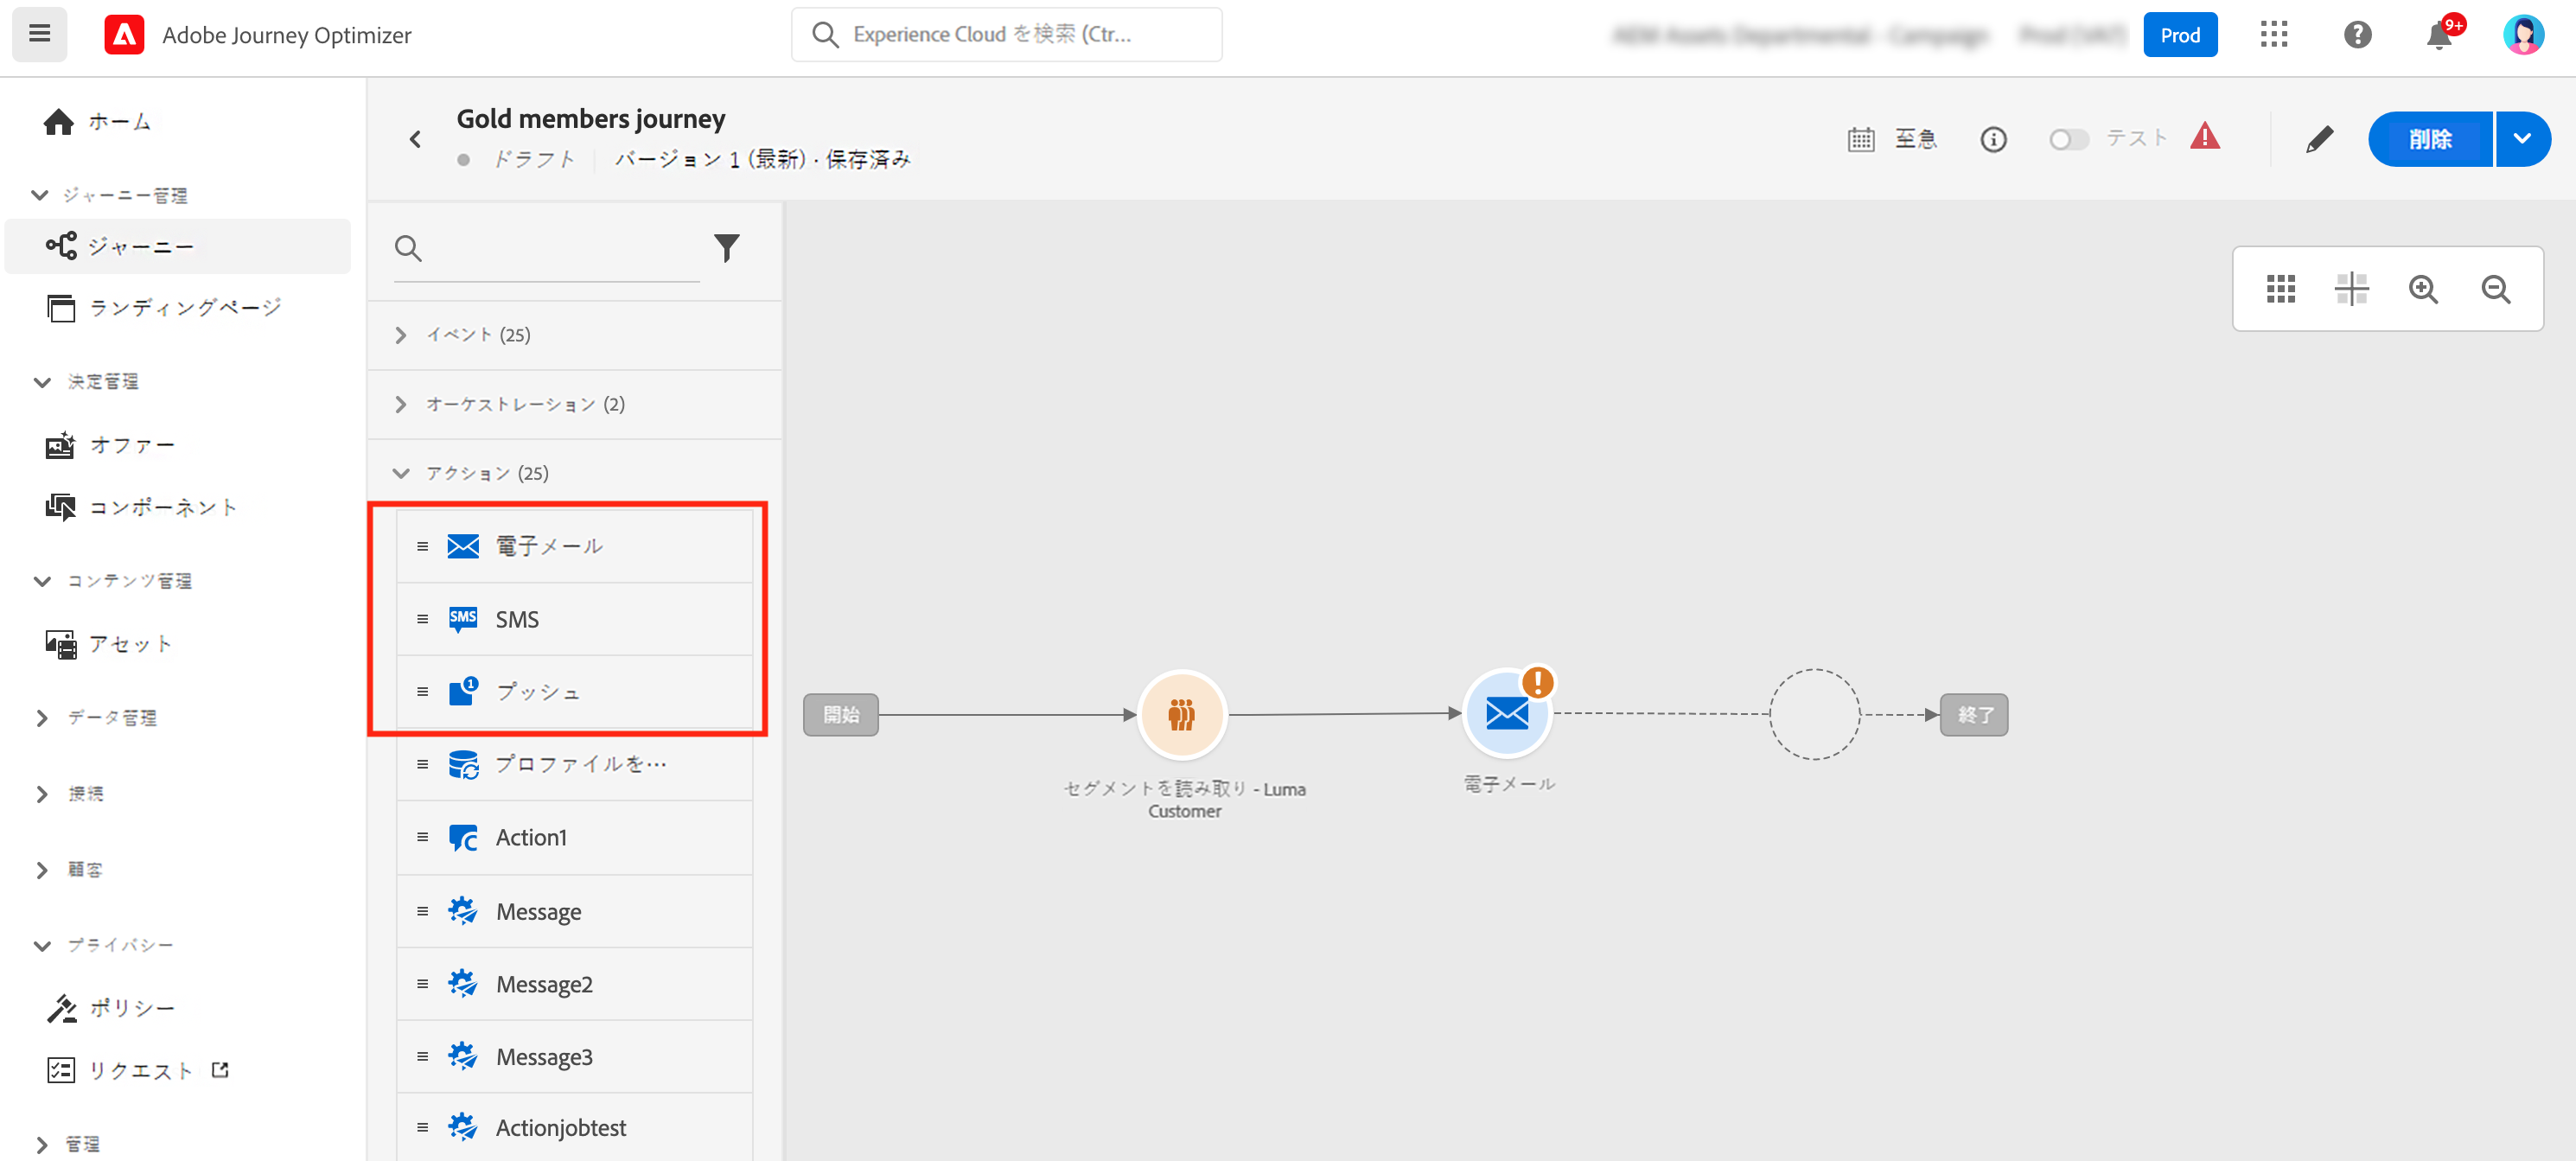 Adobe Journey Optimizer
Experience Cloud を検索 (Ctr...
Prod
9+
ホーム
ジャーニー管理
ジャーニー
ランディングページ
決定管理
オファー
コンポーネント
コンテンツ管理
アセット
データ管理
接続
顧客
プライバシー
ポリシー
リクエスト
管理
Gold members journey
ドラフト
バージョン 1 (最新) · 保存済み
至急
テスト
削除
イベント (25)
オーケストレーション (2)
アクション (25)
電子メール
SMS
SMS
1
プッシュ
プロファイルを…
Action1
Message
Message2
Message3
Actionjobtest
開始
セグメントを読み取り - Luma
Customer
電子メール
終了